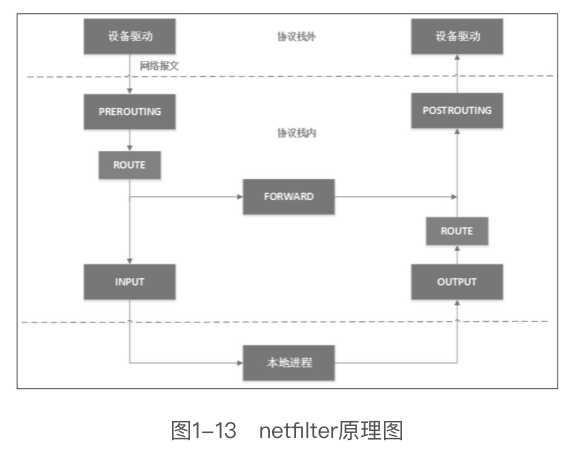 设备驱动
协议栈外
设备驱动
网络报文
PREROUTING
POSTROUTING
协议栈内
ROUTE
FORWARD
ROUTE
INPUT
OUTPUT
本地进程
图1-13 netfilter原理图